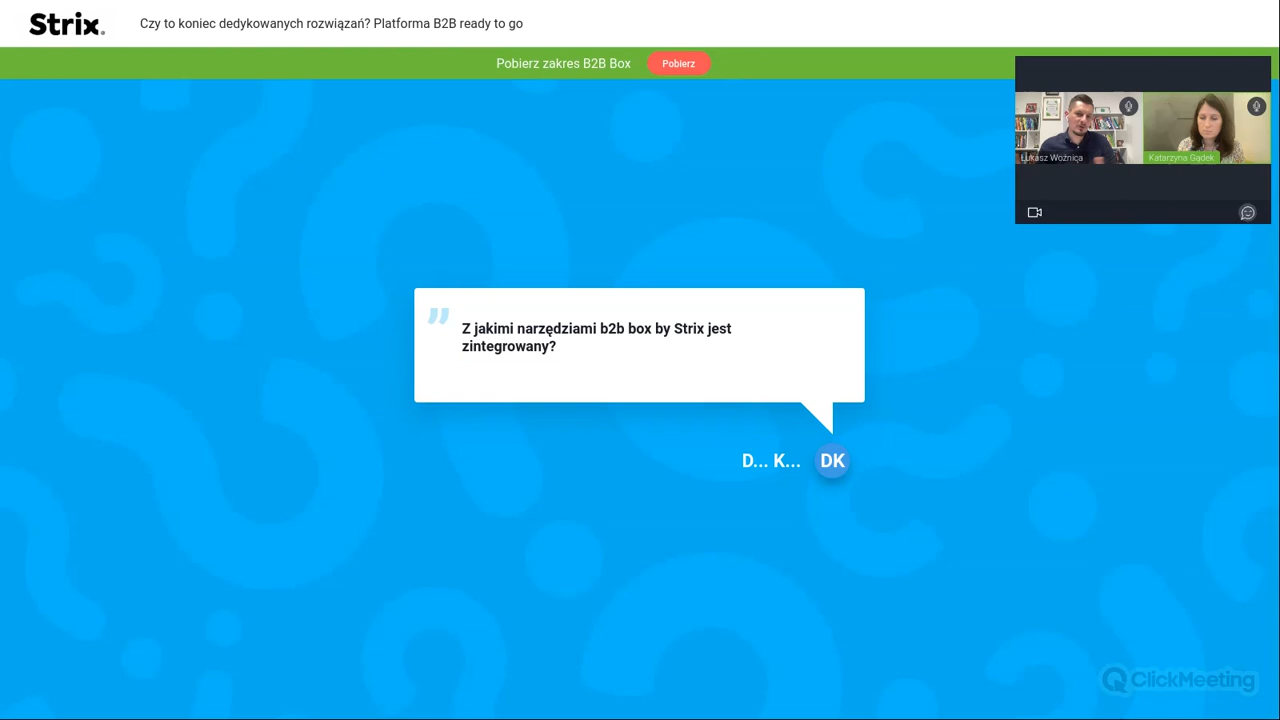 Strix
Czy to koniec dedykowanych rozwiązań? Platforma B2B ready to go
Pobierz zakres B2B Box
Pobierz
Łukasz Woźnica
Katarzyna Gądek
Z jakimi narzędziami b2b box by Strix jest
zintegrowany?
D... K...
DK
ClickMeeting